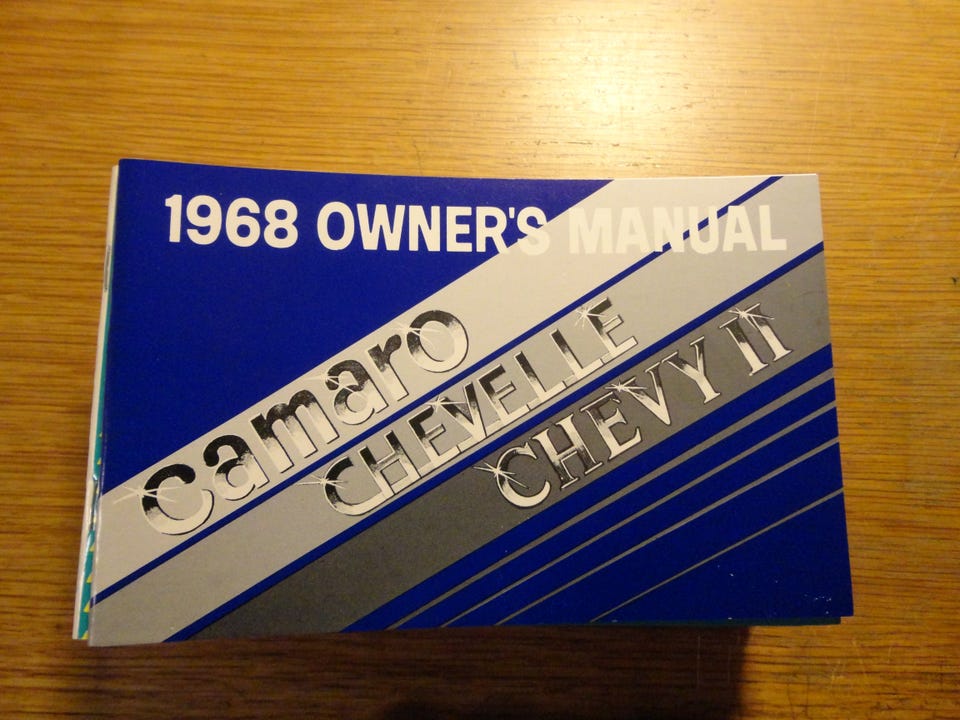 1968 OWNER'S MANUAL
Camaro
CHEVELLE
CHEVY II